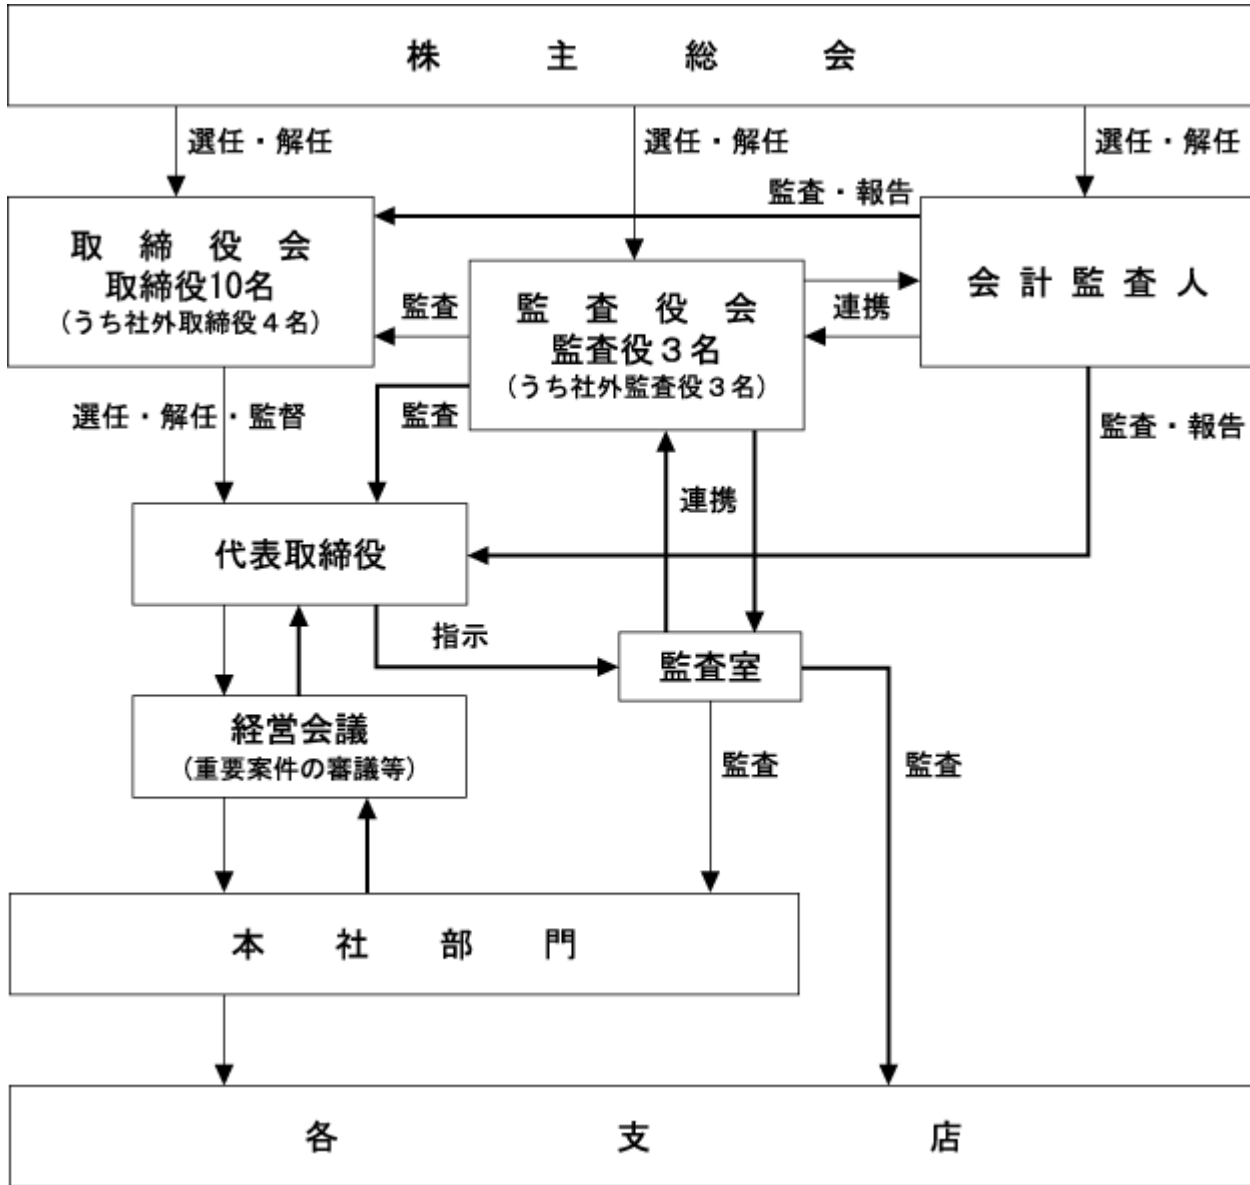 株主総会
選任・解任
選任・解任
選任・解任
監査・報告
取締役会
取締役10名
(うち社外取締役4名)
監査
監査役会
監査役3名
(うち社外監査役3名)
連携
会計監査人
選任・解任・監督
監査
監査・報告
連携
代表取締役
指示
監査室
経営会議
(重要案件の審議等)
監査
監査
本社部門
各支店